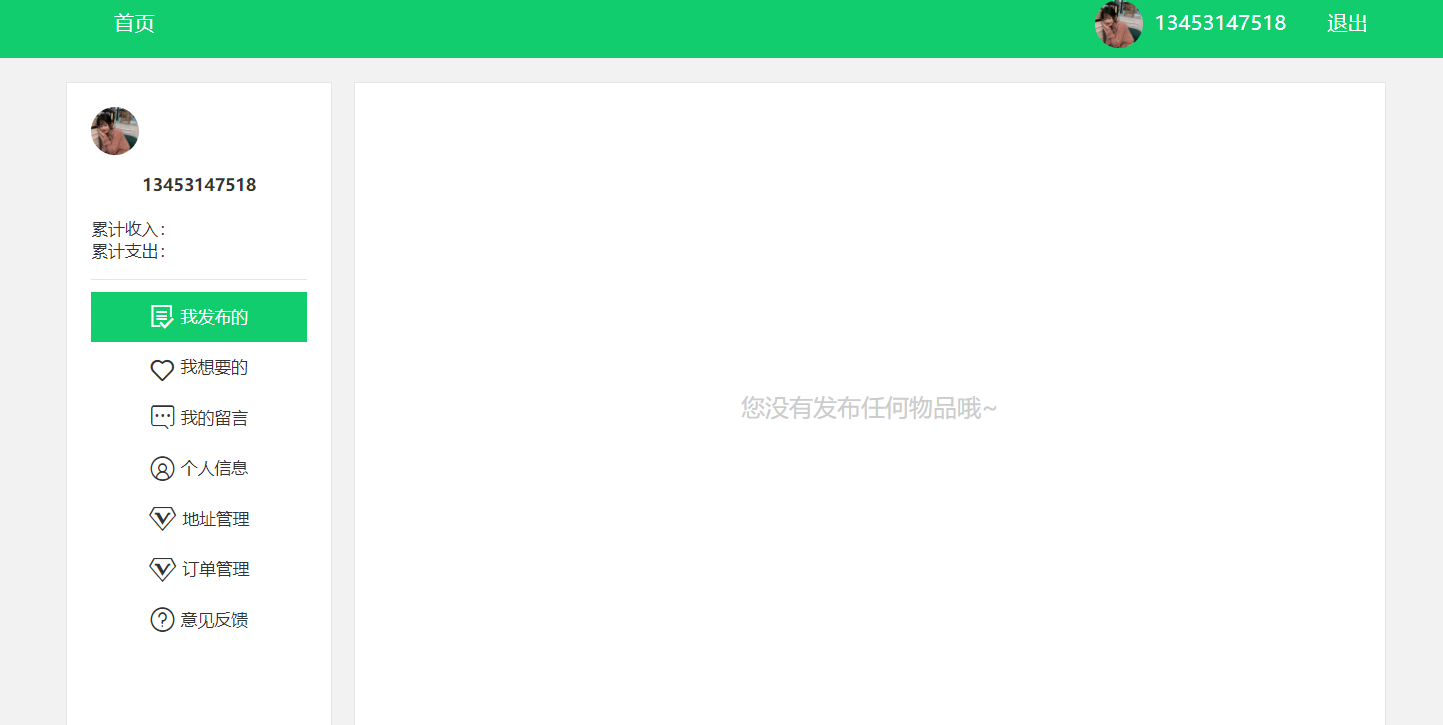 首页
13453147518
退出
13453147518
累计收入：
累计支出：
我发布的
我想要的
我的留言
个人信息
地址管理
订单管理
意见反馈
您没有发布任何物品哦~